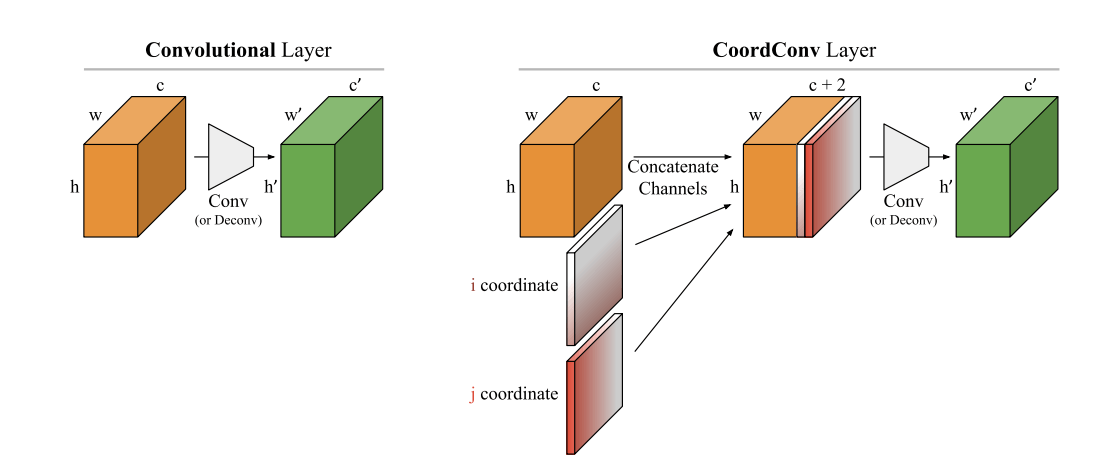 Convolutional Layer
c
c′
w
w′
h
h′
Conv
(or Deconv)
CoordConv Layer
c
c + 2
c′
w
w
w′
h
Concatenate
Channels
h
h′
Conv
(or Deconv)
i coordinate
j coordinate